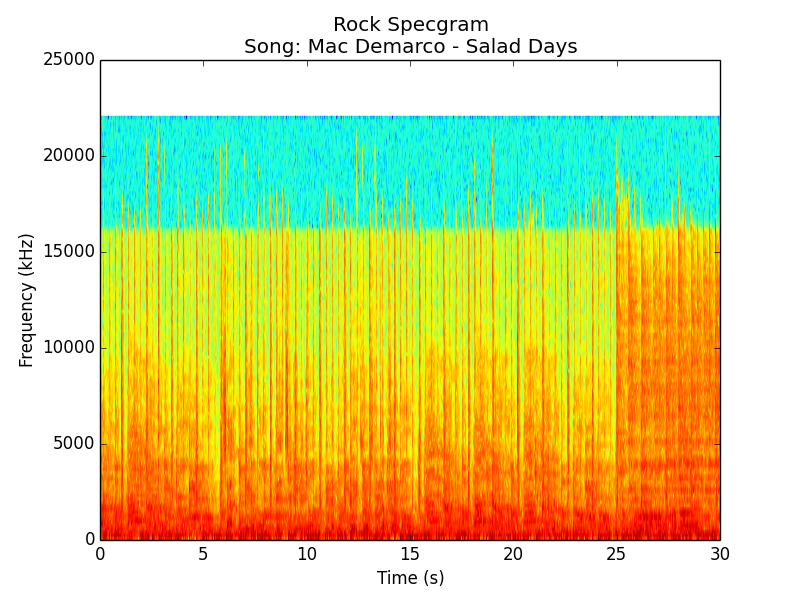 Rock Specgram
Song: Mac Demarco - Salad Days
25000
20000
15000
10000
5000
0
Frequency (kHz)
0 5 10 15 20 25 30
Time (s)